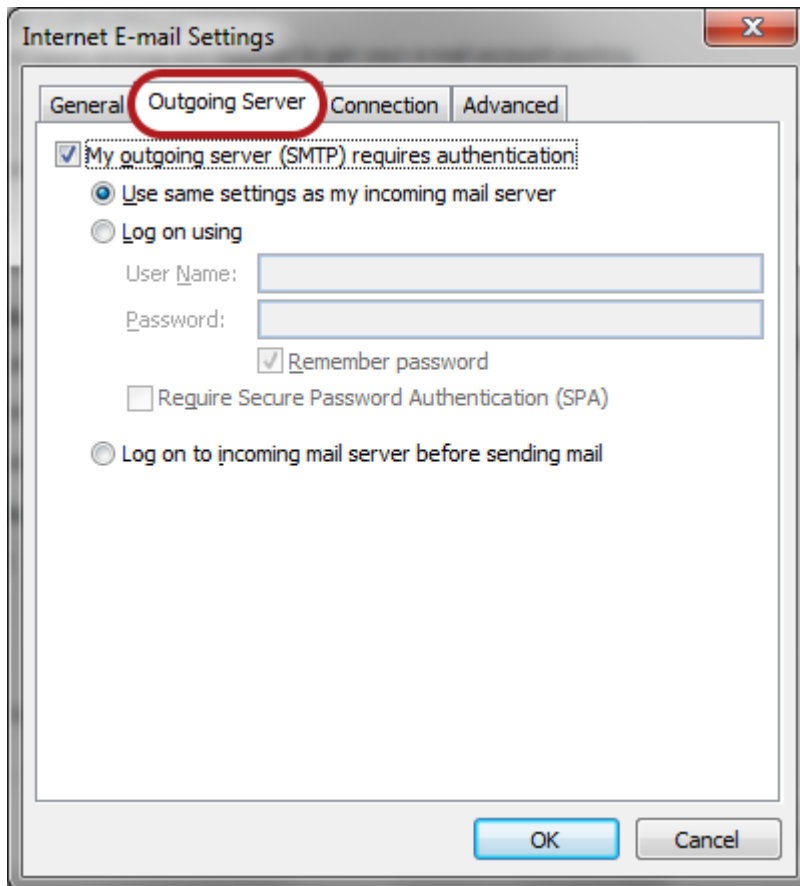 Internet E-mail Settings
General Outgoing Server Connection Advanced
My outgoing server (SMTP) requires authentication
Use same settings as my incoming mail server
Log on using
User Name:
Password:
Remember password
Require Secure Password Authentication (SPA)
Log on to incoming mail server before sending mail
OK Cancel